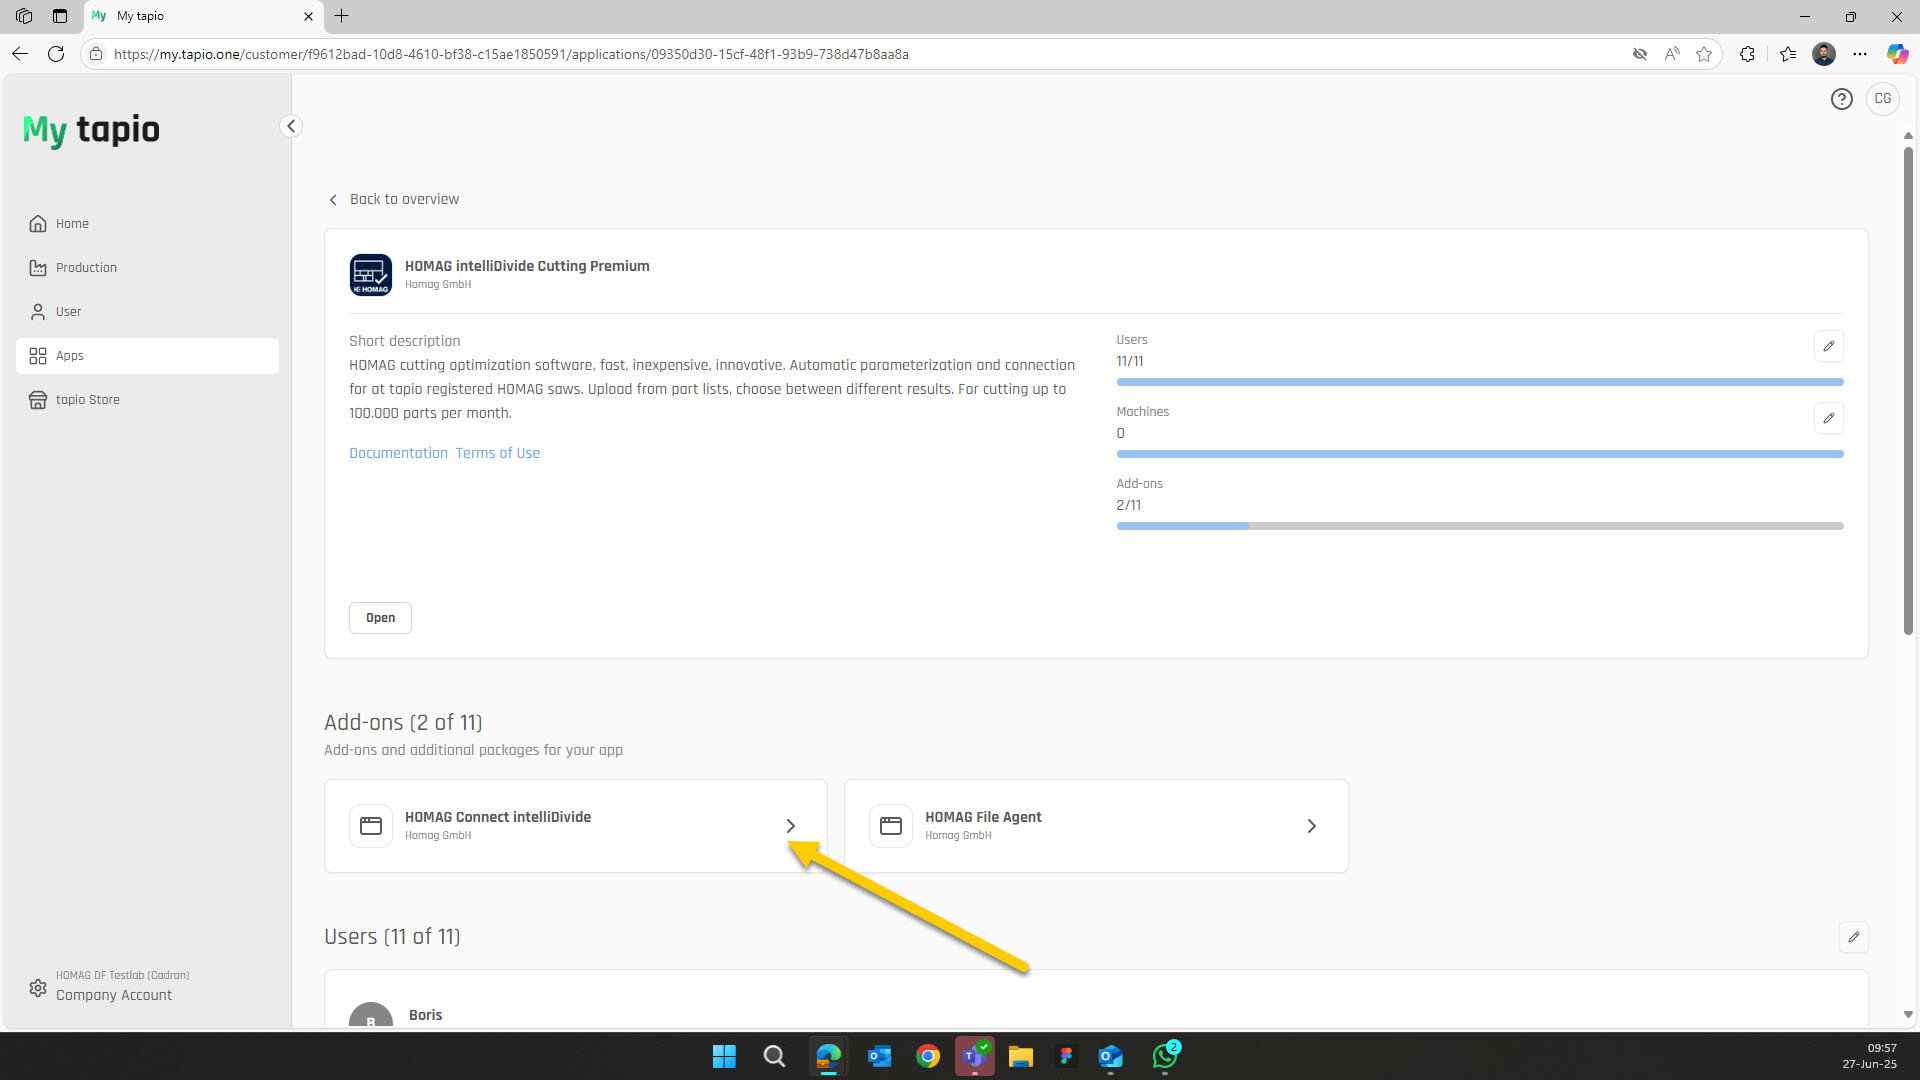 My tapio
https://my.tapio.one/customer/f9612bad-10d8-4610-bf38-c15ae1850591/applications/09350d30-15cf-48f1-93b9-738d47b8aa8a
My tapio
CG
Home
Production
User
Apps
tapio Store
Back to overview
HOMAG intelliDivide Cutting Premium
Homag GmbH
Short description
HOMAG cutting optimization software, fast, inexpensive, innovative. Automatic parameterization and connection
for at tapio registered HOMAG saws. Upload from part lists, choose between different results. For cutting up to
100.000 parts per month.
Documentation Terms of Use
Users
11/11
Machines
0
Add-ons
2/11
Open
Add-ons (2 of 11)
Add-ons and additional packages for your app
HOMAG Connect intelliDivide
Homag GmbH
HOMAG File Agent
Homag GmbH
Users (11 of 11)
B
Boris
HOMAG DF Testlab (Cadran)
Company Account
2
09:57
27-Jun-25